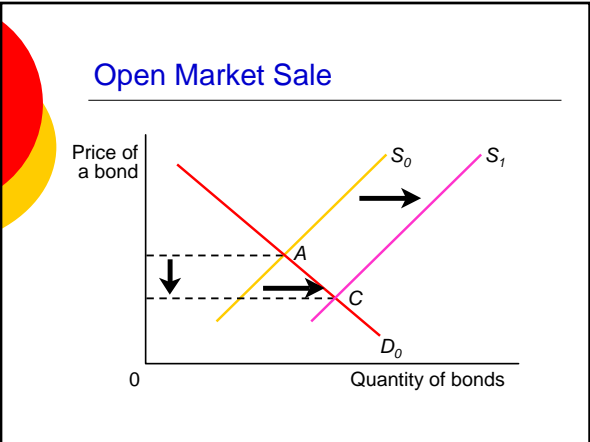 Open Market Sale
Price of
a bond
S0
S1
A
C
D0
0
Quantity of bonds